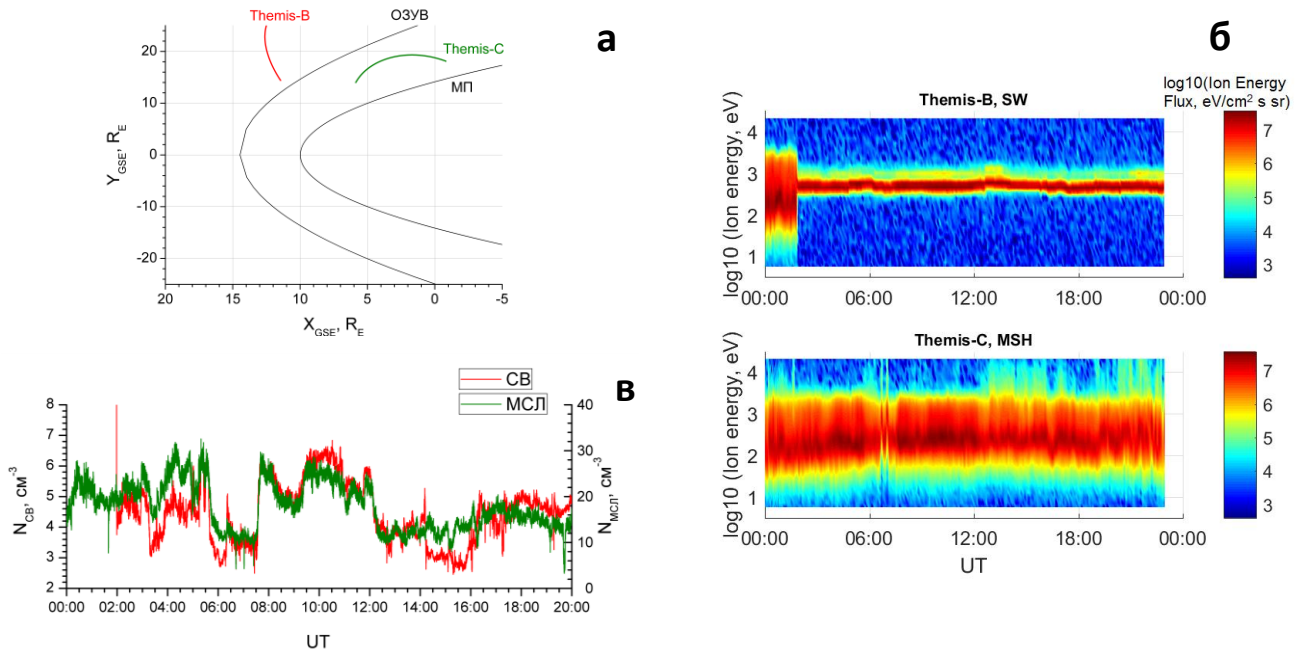 а
Themis-B
ОЗУВ
Themis-C
МП
20
10
0
-10
-20
Y_GSE, R_E
20 15 10 5 0 -5
X_GSE, R_E
б
log10(Ion Energy
Flux, eV/cm² s sr)
Themis-B, SW
log10 (Ion energy, eV)
4
3
2
1
00:00 06:00 12:00 18:00 00:00
7
6
5
4
3
Themis-C, MSH
log10 (Ion energy, eV)
4
3
2
1
00:00 06:00 12:00 18:00 00:00
UT
7
6
5
4
3
в
СВ
МСЛ
N_СВ, см⁻³
8
7
6
5
4
3
2
40
30
20
10
0
N_МСЛ, см⁻³
00:00 02:00 04:00 06:00 08:00 10:00 12:00 14:00 16:00 18:00 20:00
UT